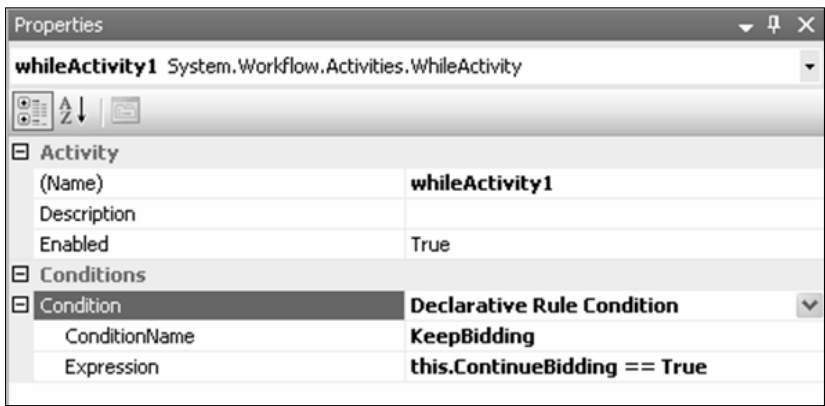 Properties
whileActivity1 System.Workflow.Activities.WhileActivity
A Z
Activity
(Name) whileActivity1
Description
Enabled True
Conditions
Condition Declarative Rule Condition
ConditionName KeepBidding
Expression this.ContinueBidding == True